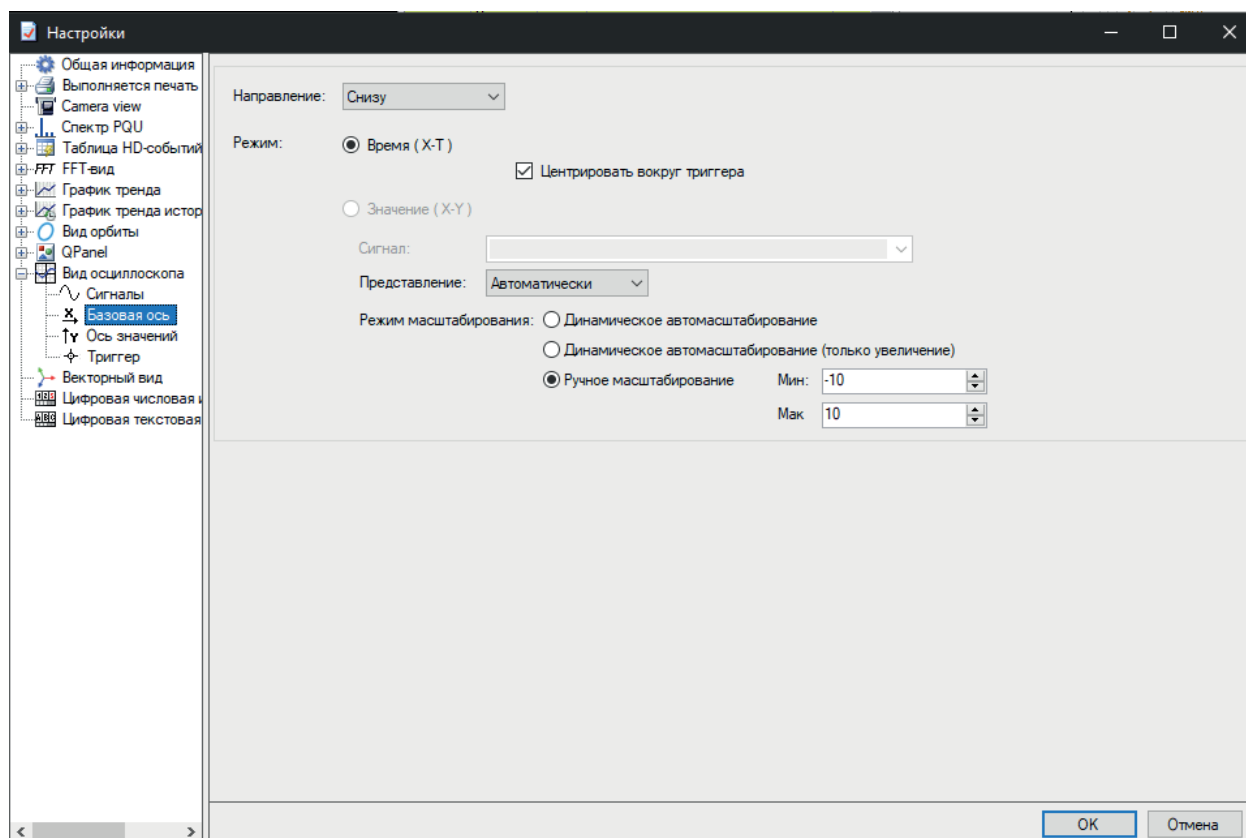 Настройки
Общая информация
Выполняется печать
Camera view
Спектр PQU
Таблица HD-событий
FFT FFT-вид
График тренда
График тренда истор
Вид орбиты
QPanel
Вид осциллоскопа
Сигналы
X Базовая ось
Y Ось значений
Триггер
Векторный вид
Цифровая числовая и
ABC Цифровая текстовая
Направление: Снизу
Режим: Время ( X-T )
Центрировать вокруг триггера
Значение ( X-Y )
Сигнал:
Представление: Автоматически
Режим масштабирования: Динамическое автомасштабирование
Динамическое автомасштабирование (только увеличение)
Ручное масштабирование Мин: -10
Мак 10
OK Отмена